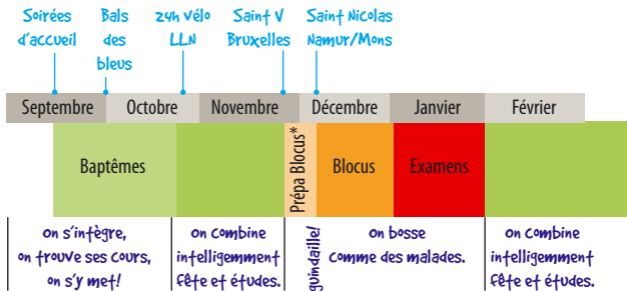 Soirées
d'accueil
Bals
des
bleus
24h vélo
LLN
Saint V
Bruxelles
Saint Nicolas
Namur/Mons
Septembre
Octobre
Novembre
Décembre
Janvier
Février
Baptêmes
Prépa Blocus*
Blocus
Examens
on s'intègre,
on trouve ses cours,
on s'y met!
on combine
intelligemment
fête et études.
guindaille!
on bosse
comme des malades.
on combine
intelligemment
fête et études.